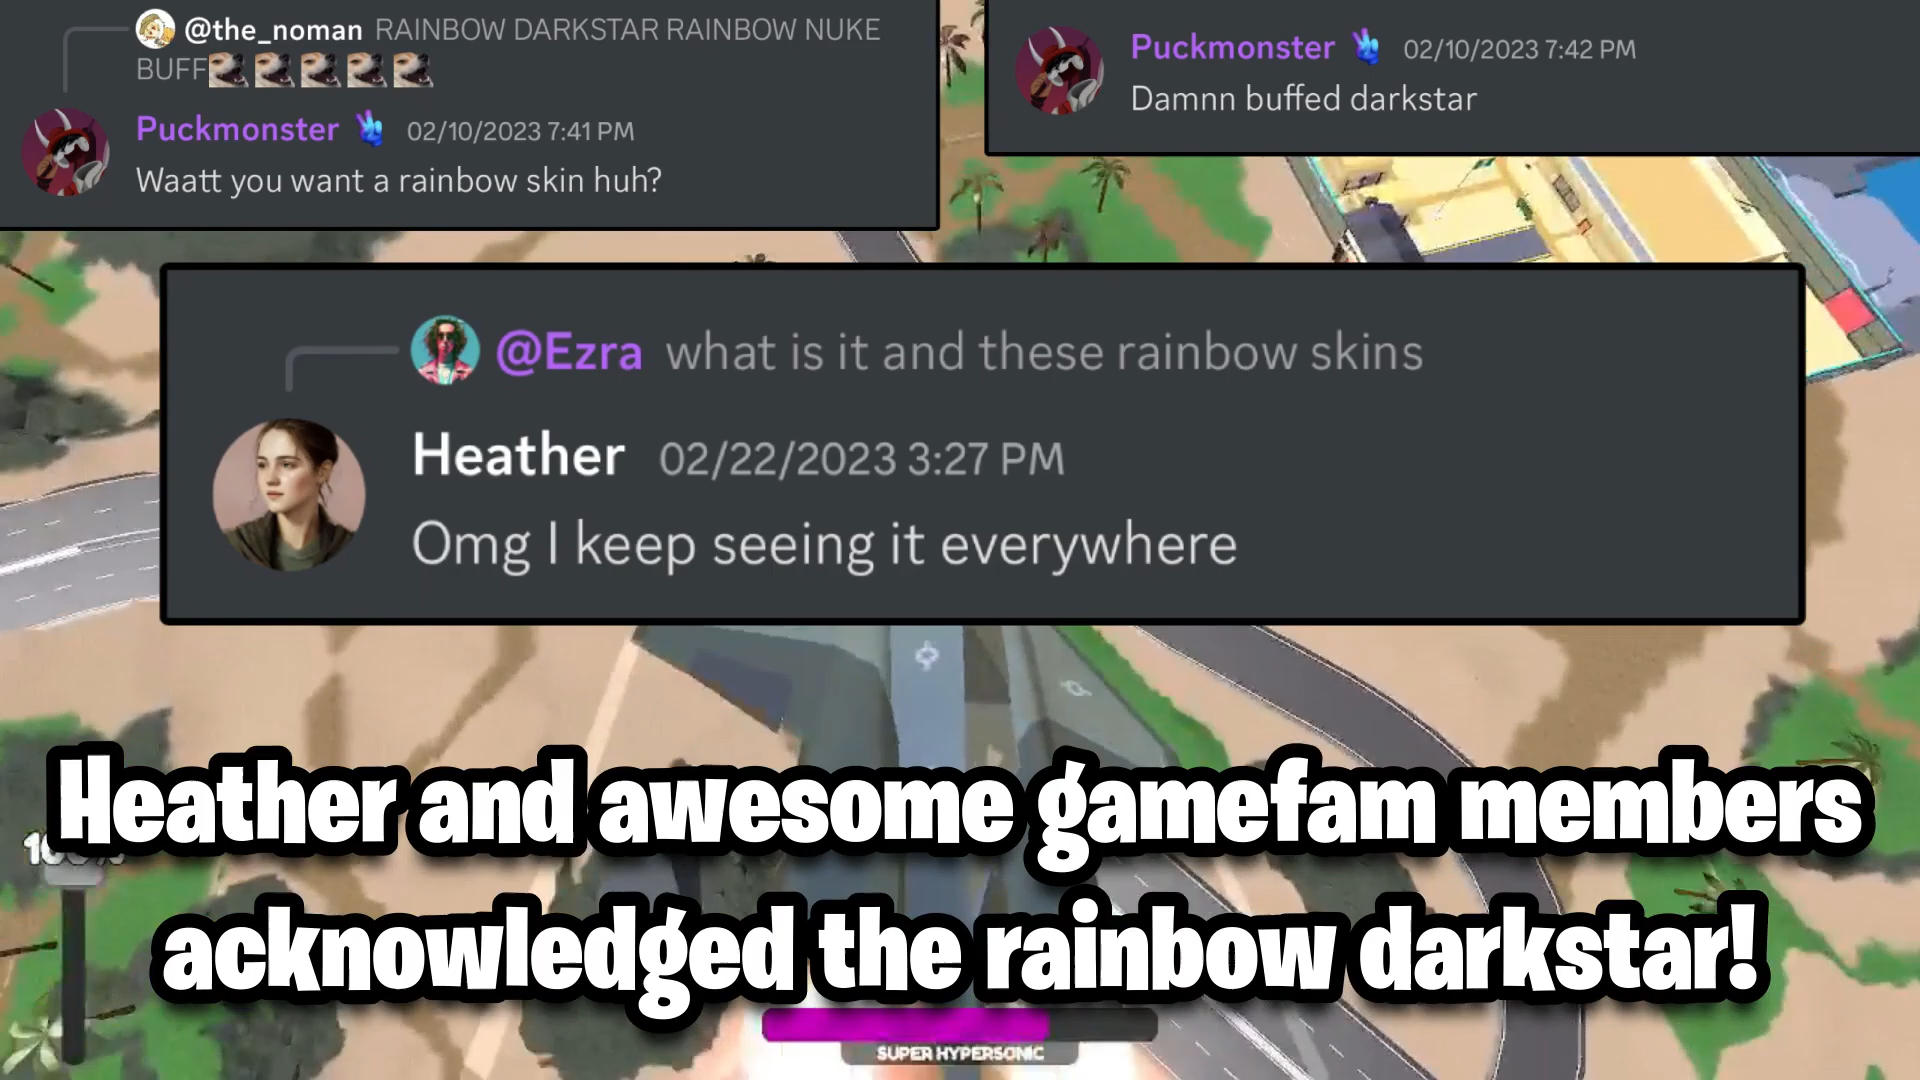 @the_noman RAINBOW DARKSTAR RAINBOW NUKE
BUFF
Puckmonster 02/10/2023 7:41 PM
Waatt you want a rainbow skin huh?
Puckmonster 02/10/2023 7:42 PM
Damnn buffed darkstar
@Ezra what is it and these rainbow skins
Heather 02/22/2023 3:27 PM
Omg I keep seeing it everywhere
Heather and awesome gamefam members
acknowledged the rainbow darkstar!
100%
SUPER HYPERSONIC